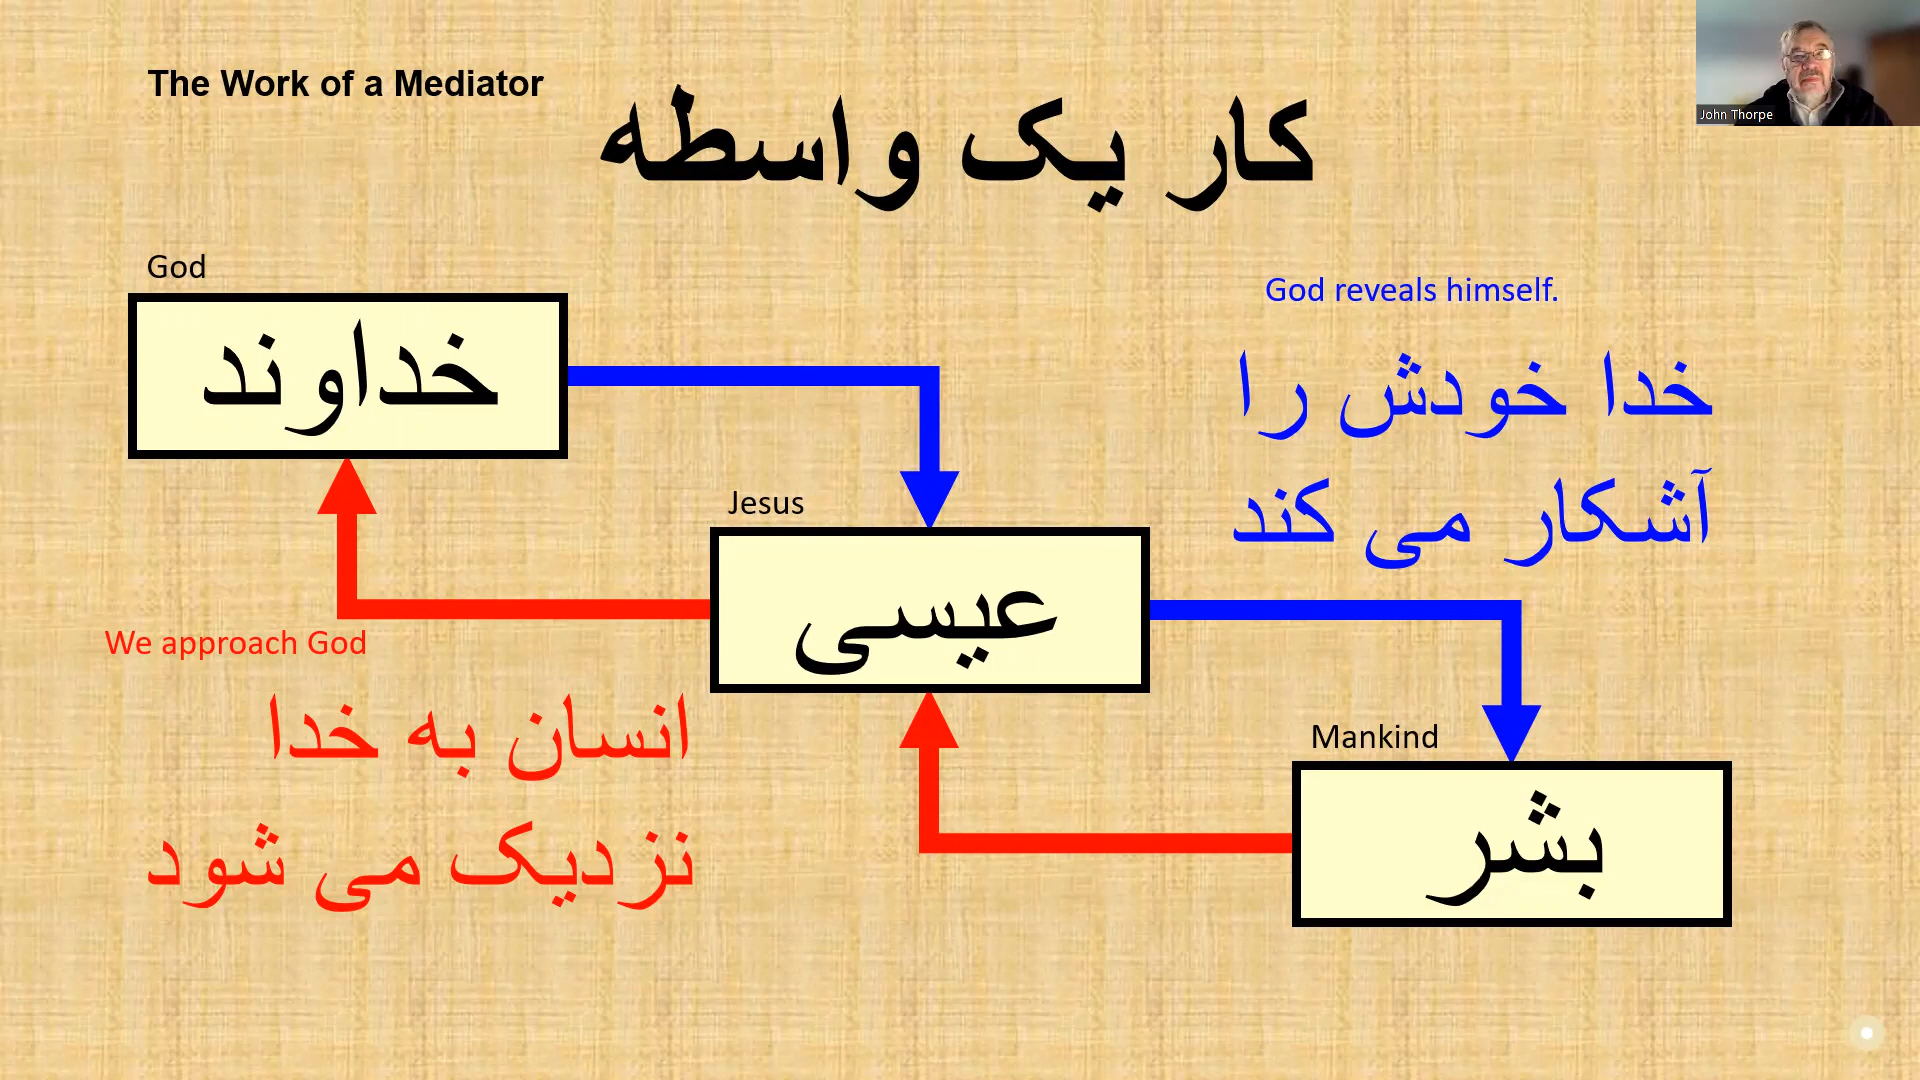 The Work of a Mediator
کار یک واسطه
John Thorpe
God
خداوند
God reveals himself.
خدا خودش را
آشکار می کند
Jesus
عیسی
We approach God
انسان به خدا
نزدیک می شود
Mankind
بشر